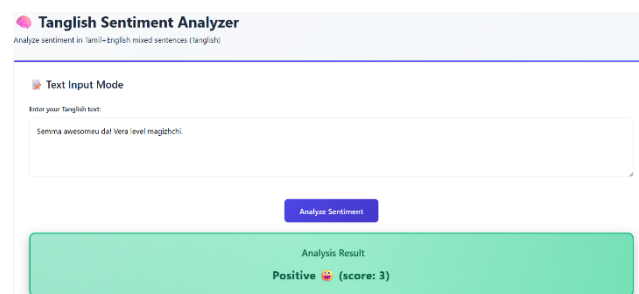 🧠 Tanglish Sentiment Analyzer
Analyze sentiment in Tamil-English mixed sentences (Tanglish)
📝 Text Input Mode
Enter your Tanglish text:
Semma awesomeu da! Vera level magizhchi.
Analyze Sentiment
Analysis Result
Positive 😀 (score: 3)